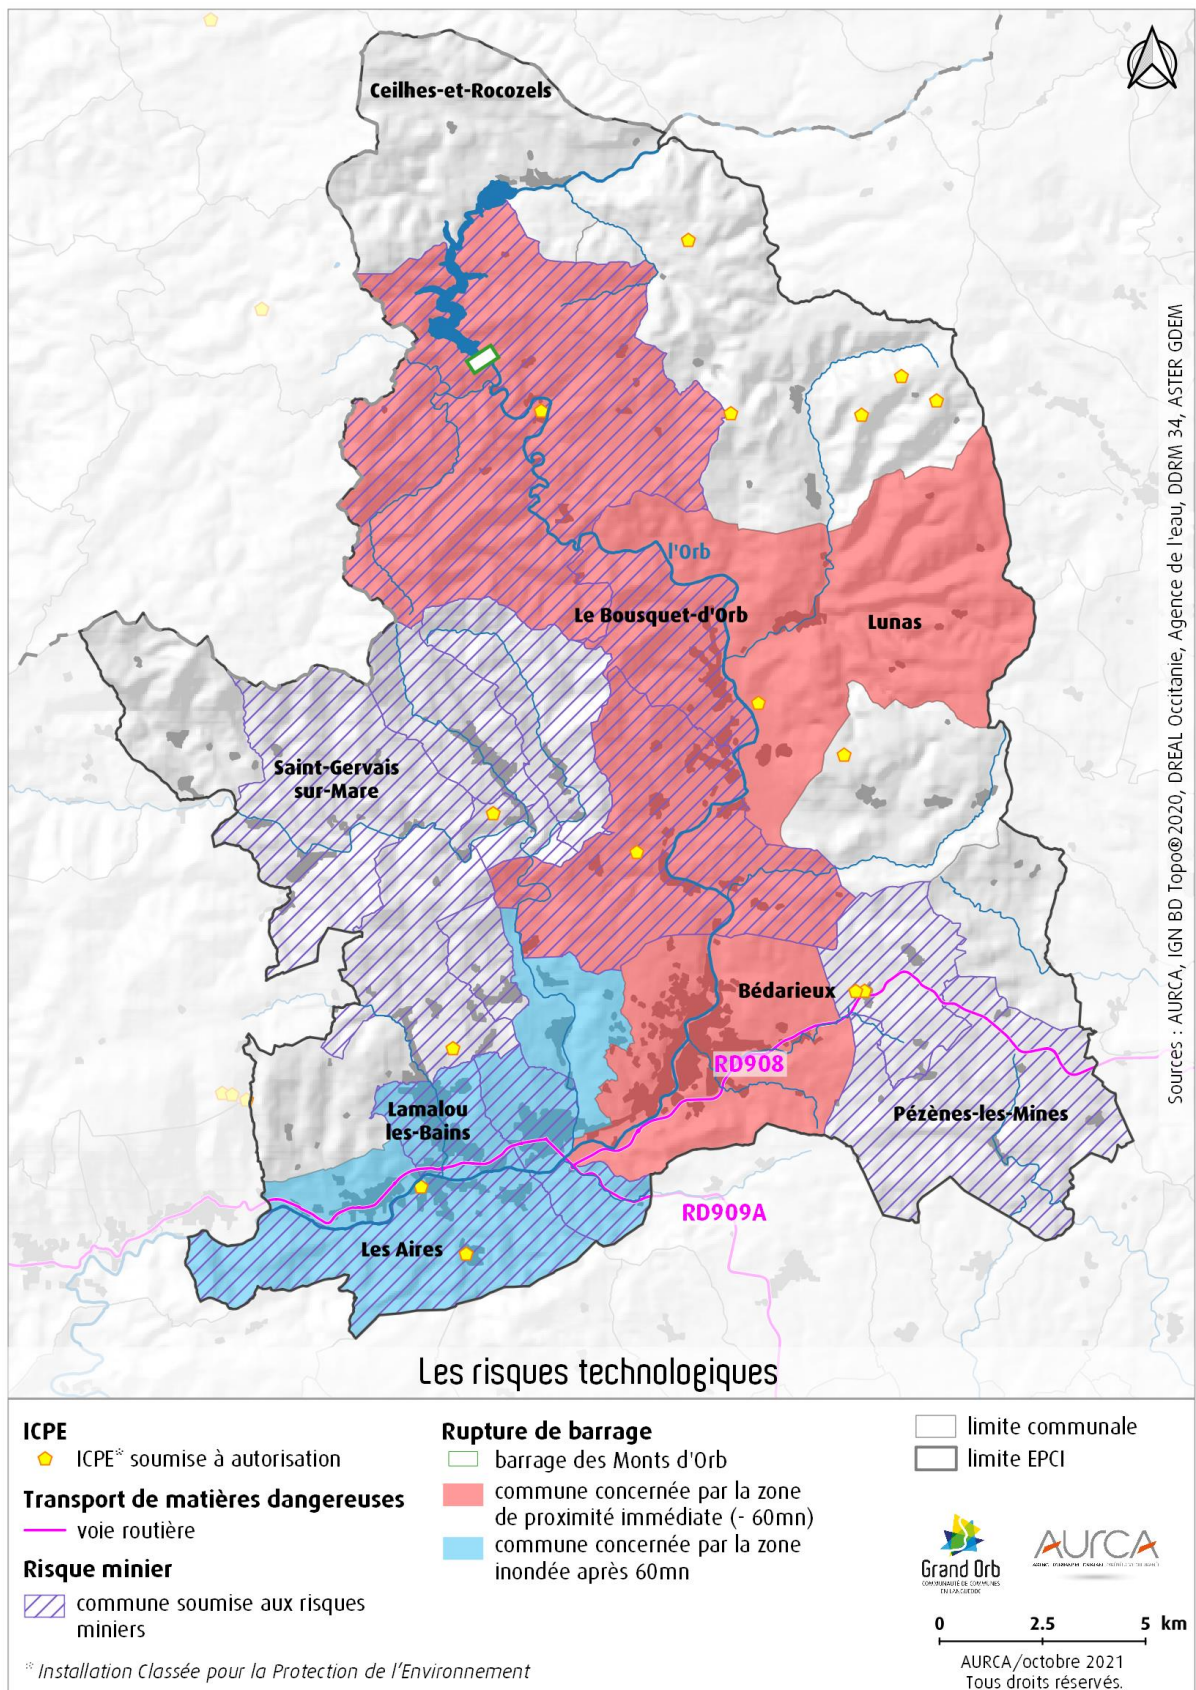 Ceilhes-et-Rocozels
l'Orb
Le Bousquet-d'Orb
Lunas
Saint-Gervais
sur-Mare
Bédarieux
RD908
Lamalou
les-Bains
Pézènes-les-Mines
RD909A
Les Aires
Sources : AURCA, IGN BD Topo®2020, DREAL Occitanie, Agence de l'eau, DDRM 34, ASTER GDEM
Les risques technologiques
ICPE
ICPE* soumise à autorisation
Transport de matières dangereuses
voie routière
Risque minier
commune soumise aux risques
miniers
* Installation Classée pour la Protection de l'Environnement
Rupture de barrage
barrage des Monts d'Orb
commune concernée par la zone
de proximité immédiate (- 60mn)
commune concernée par la zone
inondée après 60mn
limite communale
limite EPCI
Grand Orb
COMMUNAUTÉ DE COMMUNES
EN LANGUEDOC
AURCA
0 2.5 5 km
AURCA/octobre 2021
Tous droits réservés.